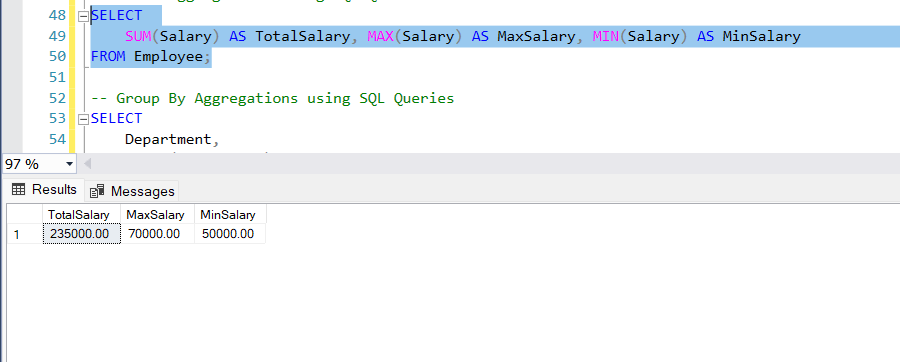 48 SELECT
49 SUM(Salary) AS TotalSalary, MAX(Salary) AS MaxSalary, MIN(Salary) AS MinSalary
50 FROM Employee;
51
52 -- Group By Aggregations using SQL Queries
53 SELECT
54 Department,
97 %
Results Messages
TotalSalary MaxSalary MinSalary
1 235000.00 70000.00 50000.00